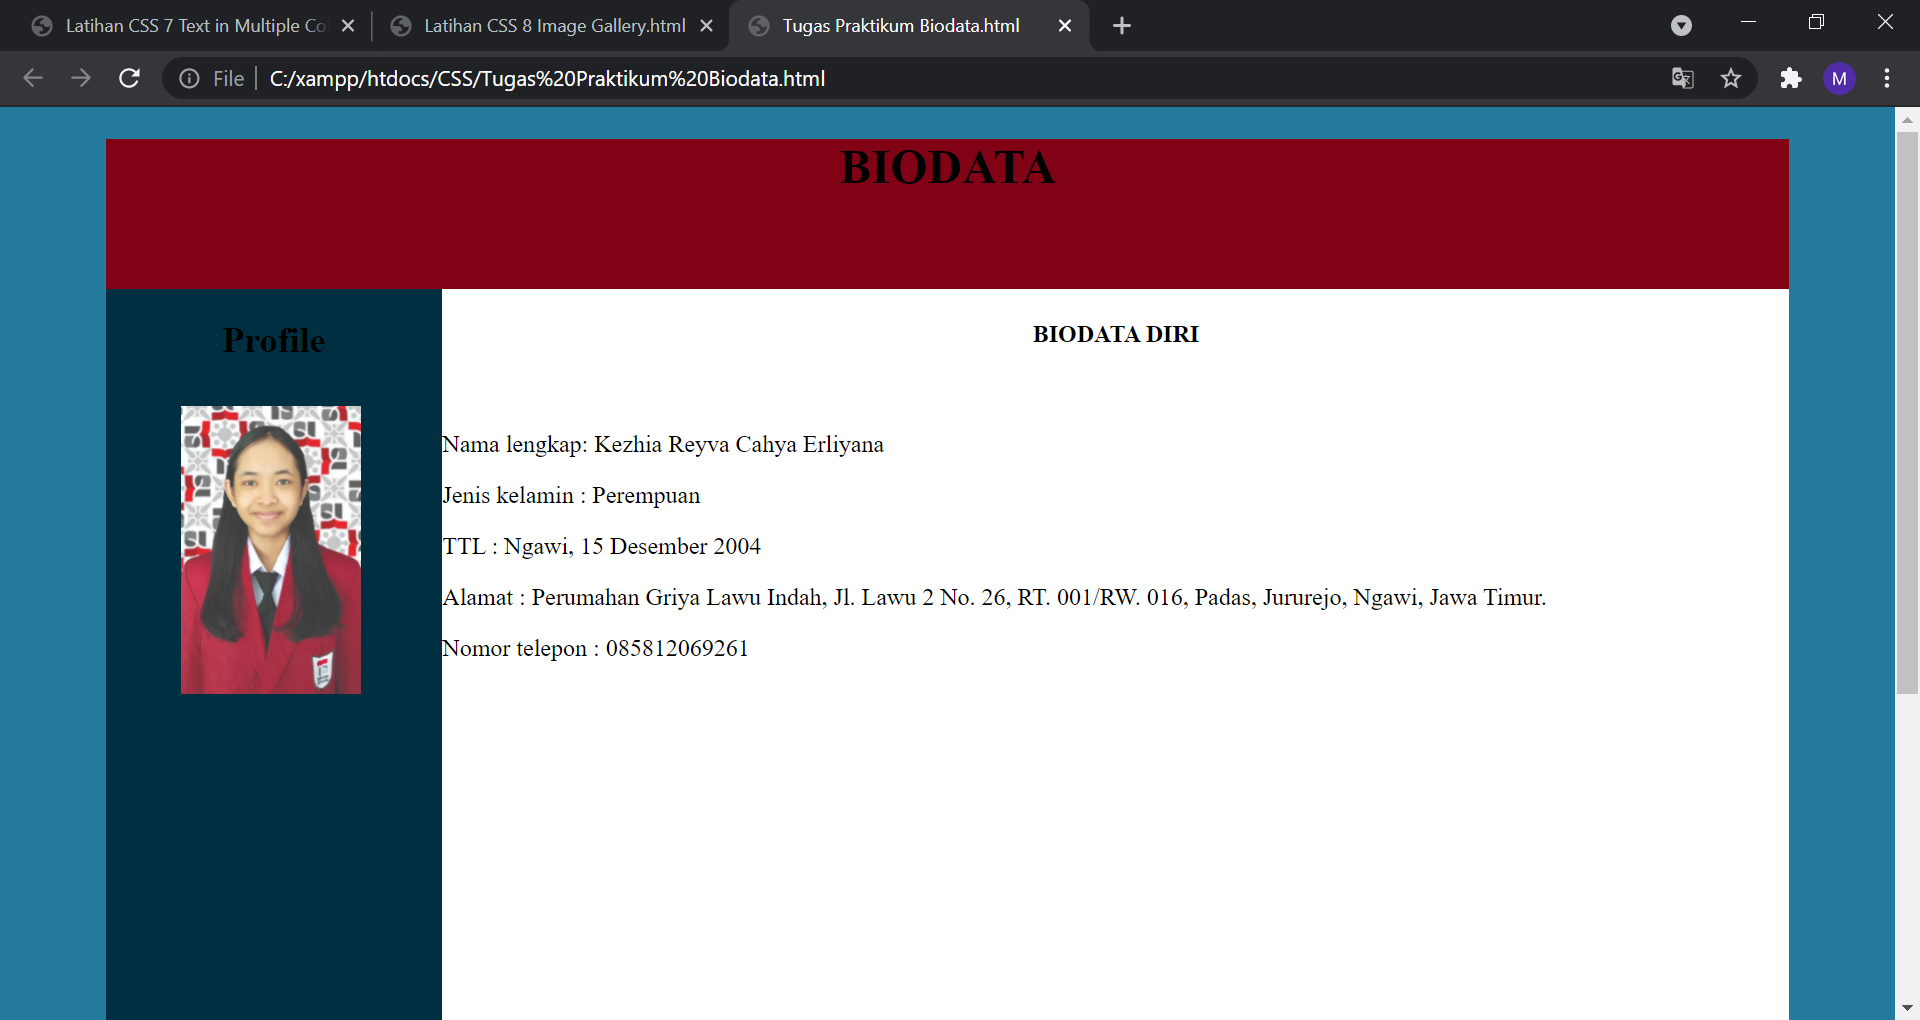 Latihan CSS 7 Text in Multiple Co
Latihan CSS 8 Image Gallery.html
Tugas Praktikum Biodata.html
File
C:/xampp/htdocs/CSS/Tugas%20Praktikum%20Biodata.html
M
BIODATA
Profile
BIODATA DIRI
Nama lengkap: Kezhia Reyva Cahya Erliyana
Jenis kelamin : Perempuan
TTL : Ngawi, 15 Desember 2004
Alamat : Perumahan Griya Lawu Indah, Jl. Lawu 2 No. 26, RT. 001/RW. 016, Padas, Jururejo, Ngawi, Jawa Timur.
Nomor telepon : 085812069261